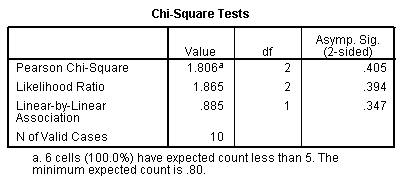 Chi-Square Tests
Value df Asymp. Sig. (2-sided)
Pearson Chi-Square 1.806a 2 .405
Likelihood Ratio 1.865 2 .394
Linear-by-Linear Association .885 1 .347
N of Valid Cases 10
a. 6 cells (100.0%) have expected count less than 5. The
minimum expected count is .80.